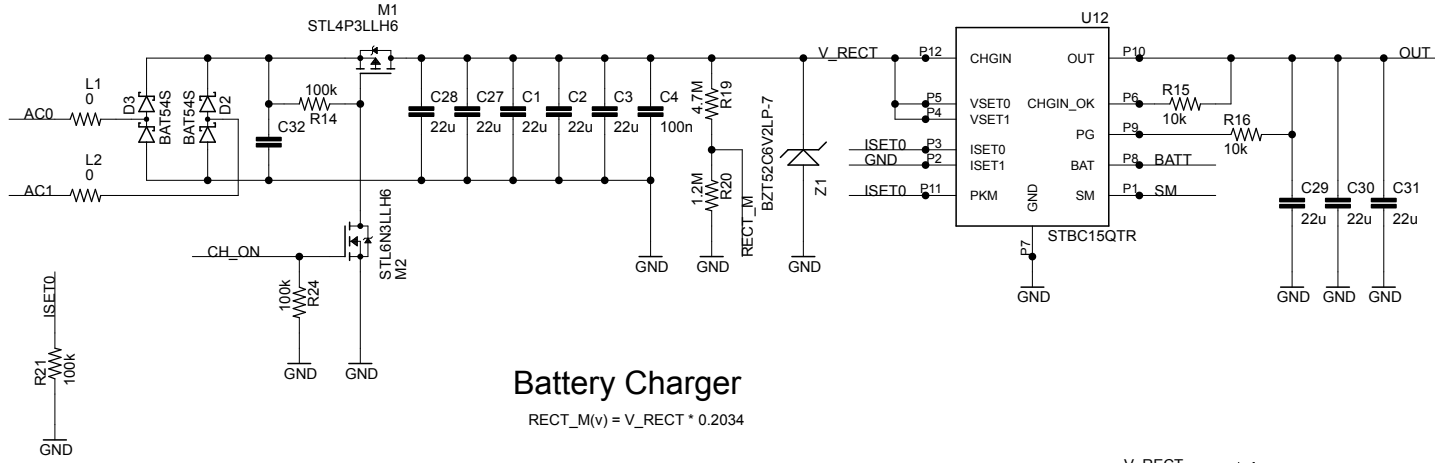 M1
STL4P3LLH6
L1
0
AC0
L2
0
AC1
D3
BAT54S
D2
BAT54S
C32
100k
R14
C28
22u
C27
22u
C1
22u
C2
22u
C3
22u
C4
100n
4.7M
R19
1.2M
R20
RECT_M
BZT52C6V2LP-7
Z1
V_RECT
CH_ON
STL6N3LLH6
M2
100k
R24
GND
GND
GND
GND
GND
ISET0
R21
100k
GND
U12
P12
CHGIN
P5
VSET0
P4
VSET1
ISET0
P3
ISET0
GND
P2
ISET1
ISET0
P11
PKM
GND
P7
GND
OUT
P10
OUT
CHGIN_OK
P6
R15
10k
PG
P9
R16
10k
BAT
P8
BATT
SM
P1
SM
STBC15QTR
C29
22u
C30
22u
C31
22u
GND
GND
GND
Battery Charger
RECT_M(v) = V_RECT * 0.2034